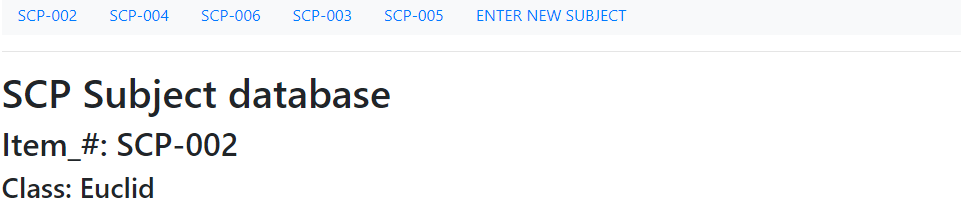 SCP-002 SCP-004 SCP-006 SCP-003 SCP-005 ENTER NEW SUBJECT
SCP Subject database
Item_#: SCP-002
Class: Euclid